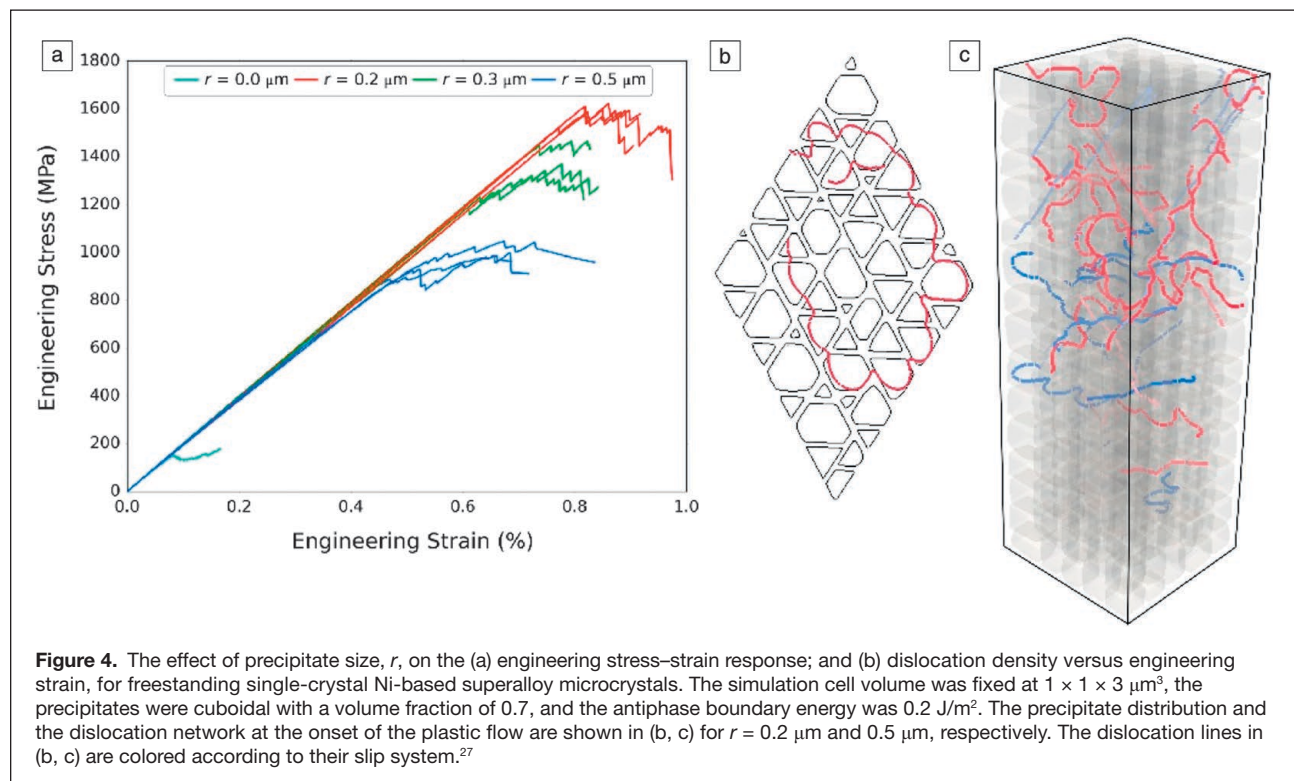 a
1800
1600
1400
1200
1000
800
600
400
200
0
Engineering Stress (MPa)
r = 0.0 μm r = 0.2 μm r = 0.3 μm r = 0.5 μm
0.0 0.2 0.4 0.6 0.8 1.0
Engineering Strain (%)
b
c
Figure 4. The effect of precipitate size, r, on the (a) engineering stress–strain response; and (b) dislocation density versus engineering
strain, for freestanding single-crystal Ni-based superalloy microcrystals. The simulation cell volume was fixed at 1 × 1 × 3 μm³, the
precipitates were cuboidal with a volume fraction of 0.7, and the antiphase boundary energy was 0.2 J/m². The precipitate distribution and
the dislocation network at the onset of the plastic flow are shown in (b, c) for r = 0.2 μm and 0.5 μm, respectively. The dislocation lines in
(b, c) are colored according to their slip system.²⁷